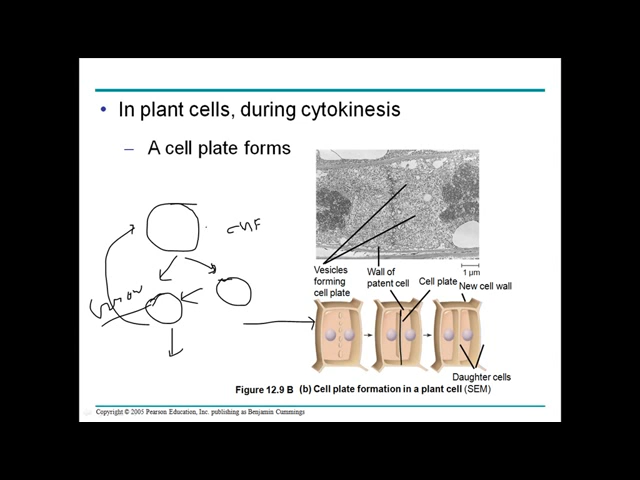 • In plant cells, during cytokinesis
– A cell plate forms
Vesicles
forming
cell plate
Wall of
patent cell
Cell plate
1 µm
New cell wall
Daughter cells
Figure 12.9 B (b) Cell plate formation in a plant cell (SEM)
Copyright © 2005 Pearson Education, Inc. publishing as Benjamin Cummings